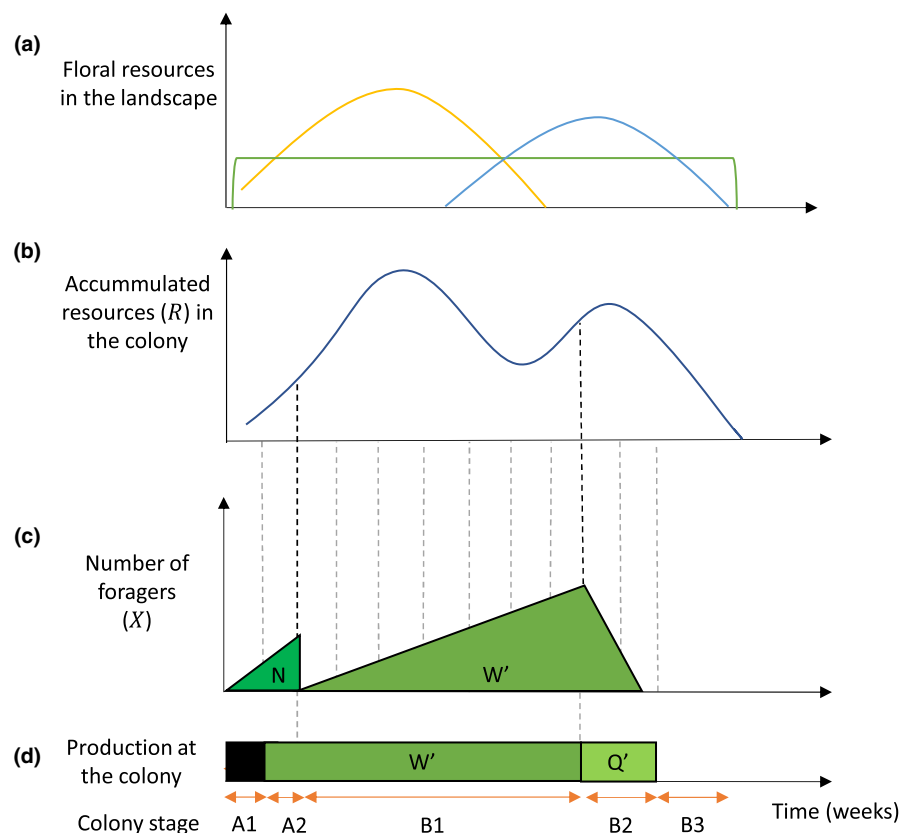 (a)
Floral resources
in the landscape
(b)
Accummulated
resources (R) in
the colony
(c)
Number of
foragers
(X)
N
W'
(d)
Production at
the colony
W'
Q'
Time (weeks)
Colony stage
A1
A2
B1
B2
B3